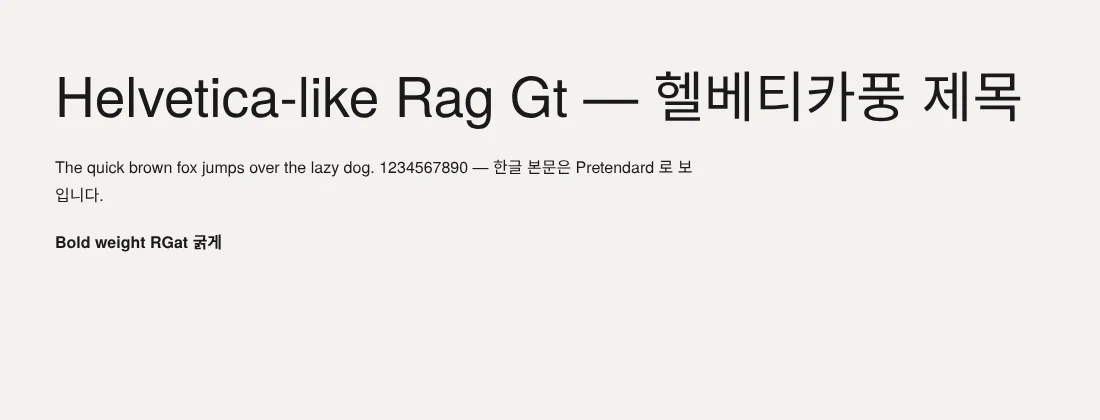 Helvetica-like Rag Gt — 헬베티카풍 제목
The quick brown fox jumps over the lazy dog. 1234567890 — 한글 본문은 Pretendard 로 보
입니다.
Bold weight RGat 굵게